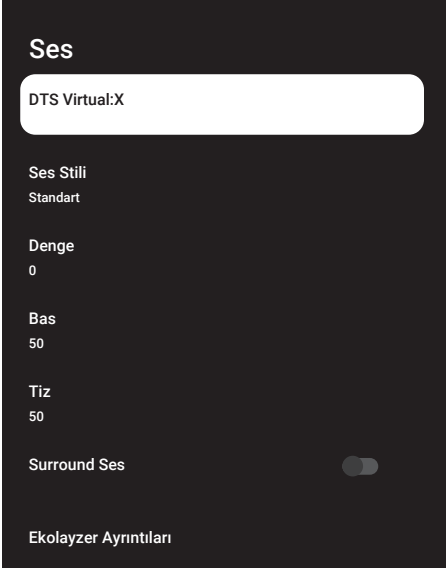 Ses
DTS Virtual:X
Ses Stili
Standart
Denge
0
Bas
50
Tiz
50
Surround Ses
Ekolayzer Ayrıntıları